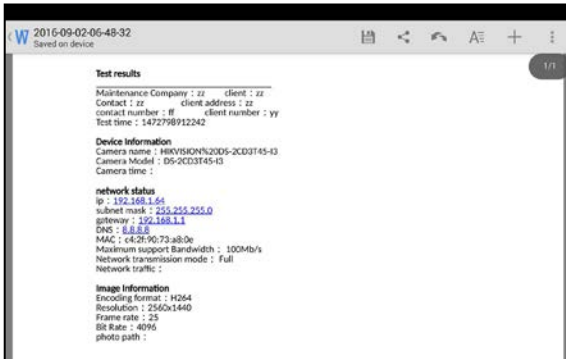 W 2016-09-02-06-48-32
Saved on device
1/1
Test results
Maintenance Company：zz client：zz
Contact：zz client address：zz
contact number：ff client number：yy
Test time：1472798912242
Device Information
Camera name：HIKVISION%20DS-2CD3T45-I3
Camera Model：DS-2CD3T45-I3
Camera time：
network status
ip：192.168.1.64
subnet mask：255.255.255.0
gateway：192.168.1.1
DNS：8.8.8.8
MAC：c4:2f:90:73:a8:0e
Maximum support Bandwidth：100Mb/s
Network transmission mode：Full
Network traffic：
Image Information
Encoding format：H264
Resolution：2560x1440
Frame rate：25
Bit Rate：4096
photo path：